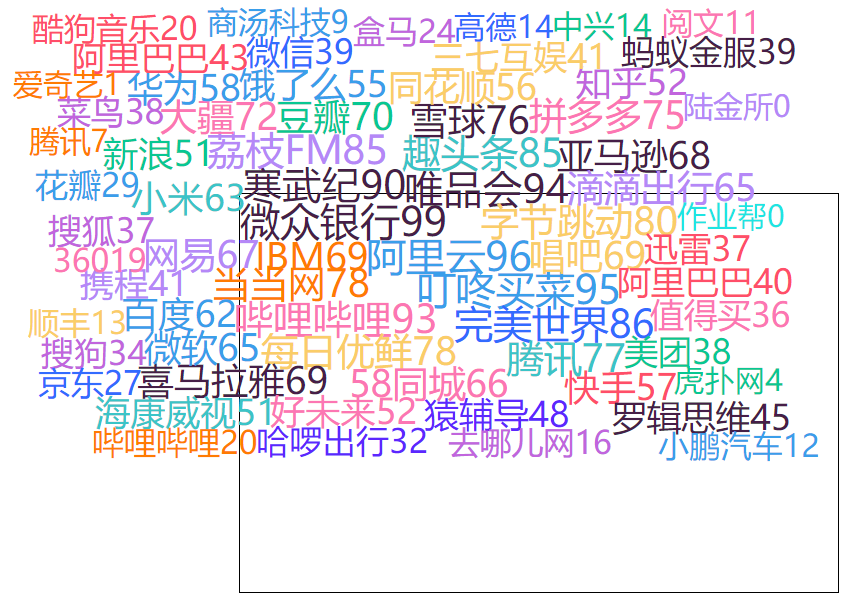 酷狗音乐20 商汤科技9 盒马24 高德14 中兴14 阅文11
阿里巴巴43 微信39 三七互娱41 蚂蚁金服39
爱奇艺1 华为58 饿了么55 同花顺56 知乎52
菜鸟38 大疆72 豆瓣70 雪球76 拼多多75 陆金所0
腾讯7 新浪51 荔枝FM85 趣头条85 亚马逊68
花瓣29 小米63 寒武纪90 唯品会94 滴滴出行65
搜狐37 微众银行99 字节跳动80 作业帮0
36019 网易67 IBM69 阿里云96 唱吧69 迅雷37
携程41 当当网78 叮咚买菜95 阿里巴巴40
顺丰13 百度62 哔哩哔哩93 完美世界86 值得买36
搜狗34 微软65 每日优鲜78 腾讯77 美团38
京东27 喜马拉雅69 58同城66 快手57 虎扑网4
海康威视51 好未来52 猿辅导48 罗辑思维45
哔哩哔哩20 哈啰出行32 去哪儿网16 小鹏汽车12